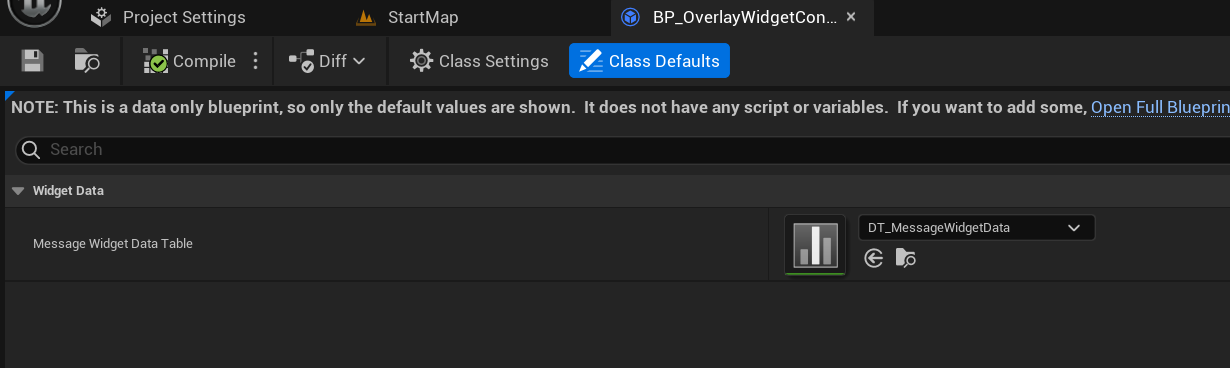 Project Settings
StartMap
BP_OverlayWidgetCon...
Compile
Diff
Class Settings
Class Defaults
NOTE: This is a data only blueprint, so only the default values are shown.  It does not have any script or variables.  If you want to add some, Open Full Blueprin
Search
Widget Data
Message Widget Data Table
DT_MessageWidgetData